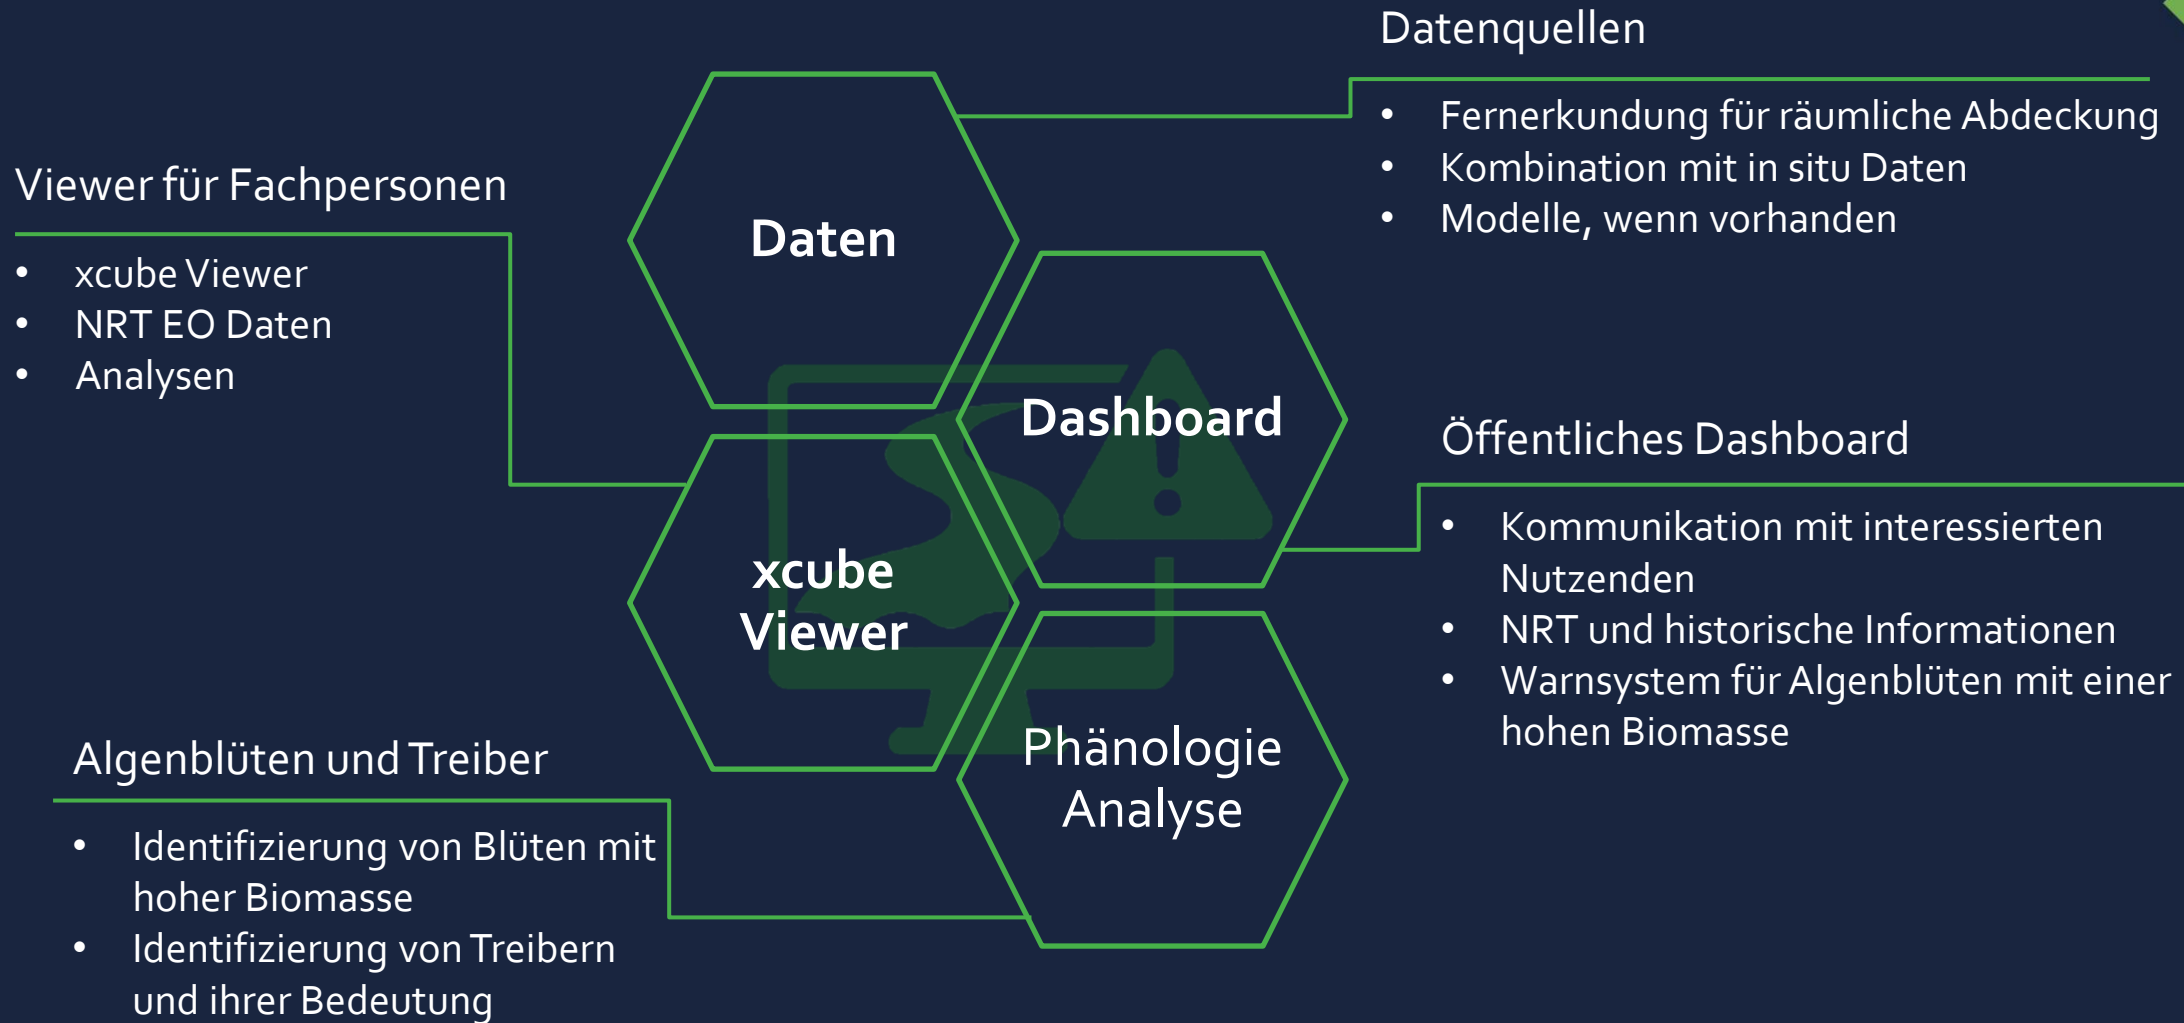 Datenquellen
• Fernerkundung für räumliche Abdeckung
• Kombination mit in situ Daten
• Modelle, wenn vorhanden
Viewer für Fachpersonen
• xcube Viewer
• NRT EO Daten
• Analysen
Daten
Dashboard
xcube
Viewer
Phänologie
Analyse
Öffentliches Dashboard
• Kommunikation mit interessierten
Nutzenden
• NRT und historische Informationen
• Warnsystem für Algenblüten mit einer
hohen Biomasse
Algenblüten und Treiber
• Identifizierung von Blüten mit
hoher Biomasse
• Identifizierung von Treibern
und ihrer Bedeutung